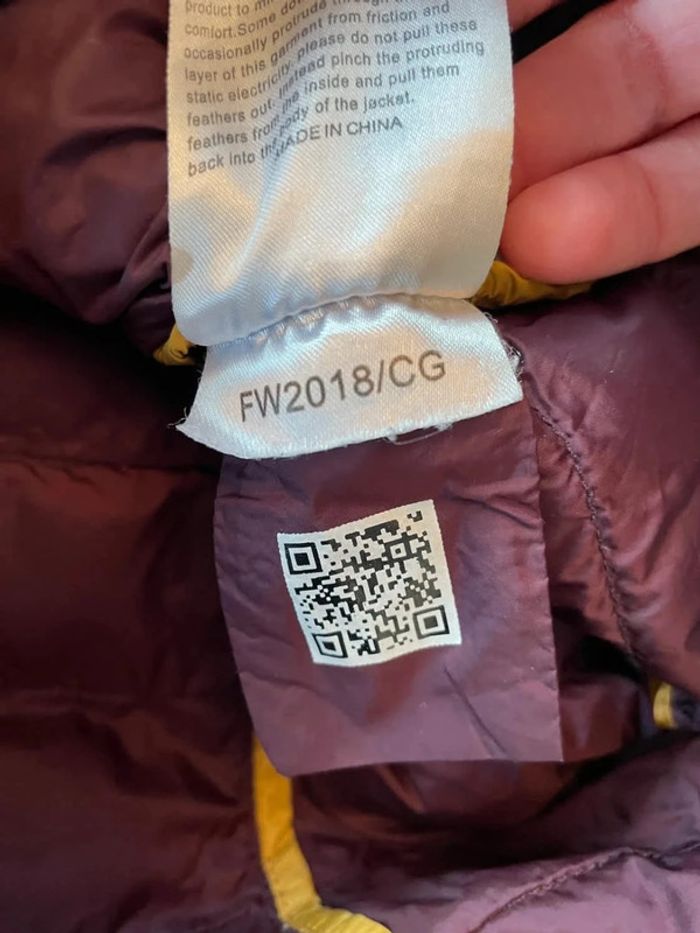 product to
comfort. Some
occasionally protrude
layer of this garment from friction and
static electricity, please do not pull these
feathers out. Instead pinch the protruding
feathers from the inside and pull them
back into the body of the jacket.
MADE IN CHINA
FW2018/CG